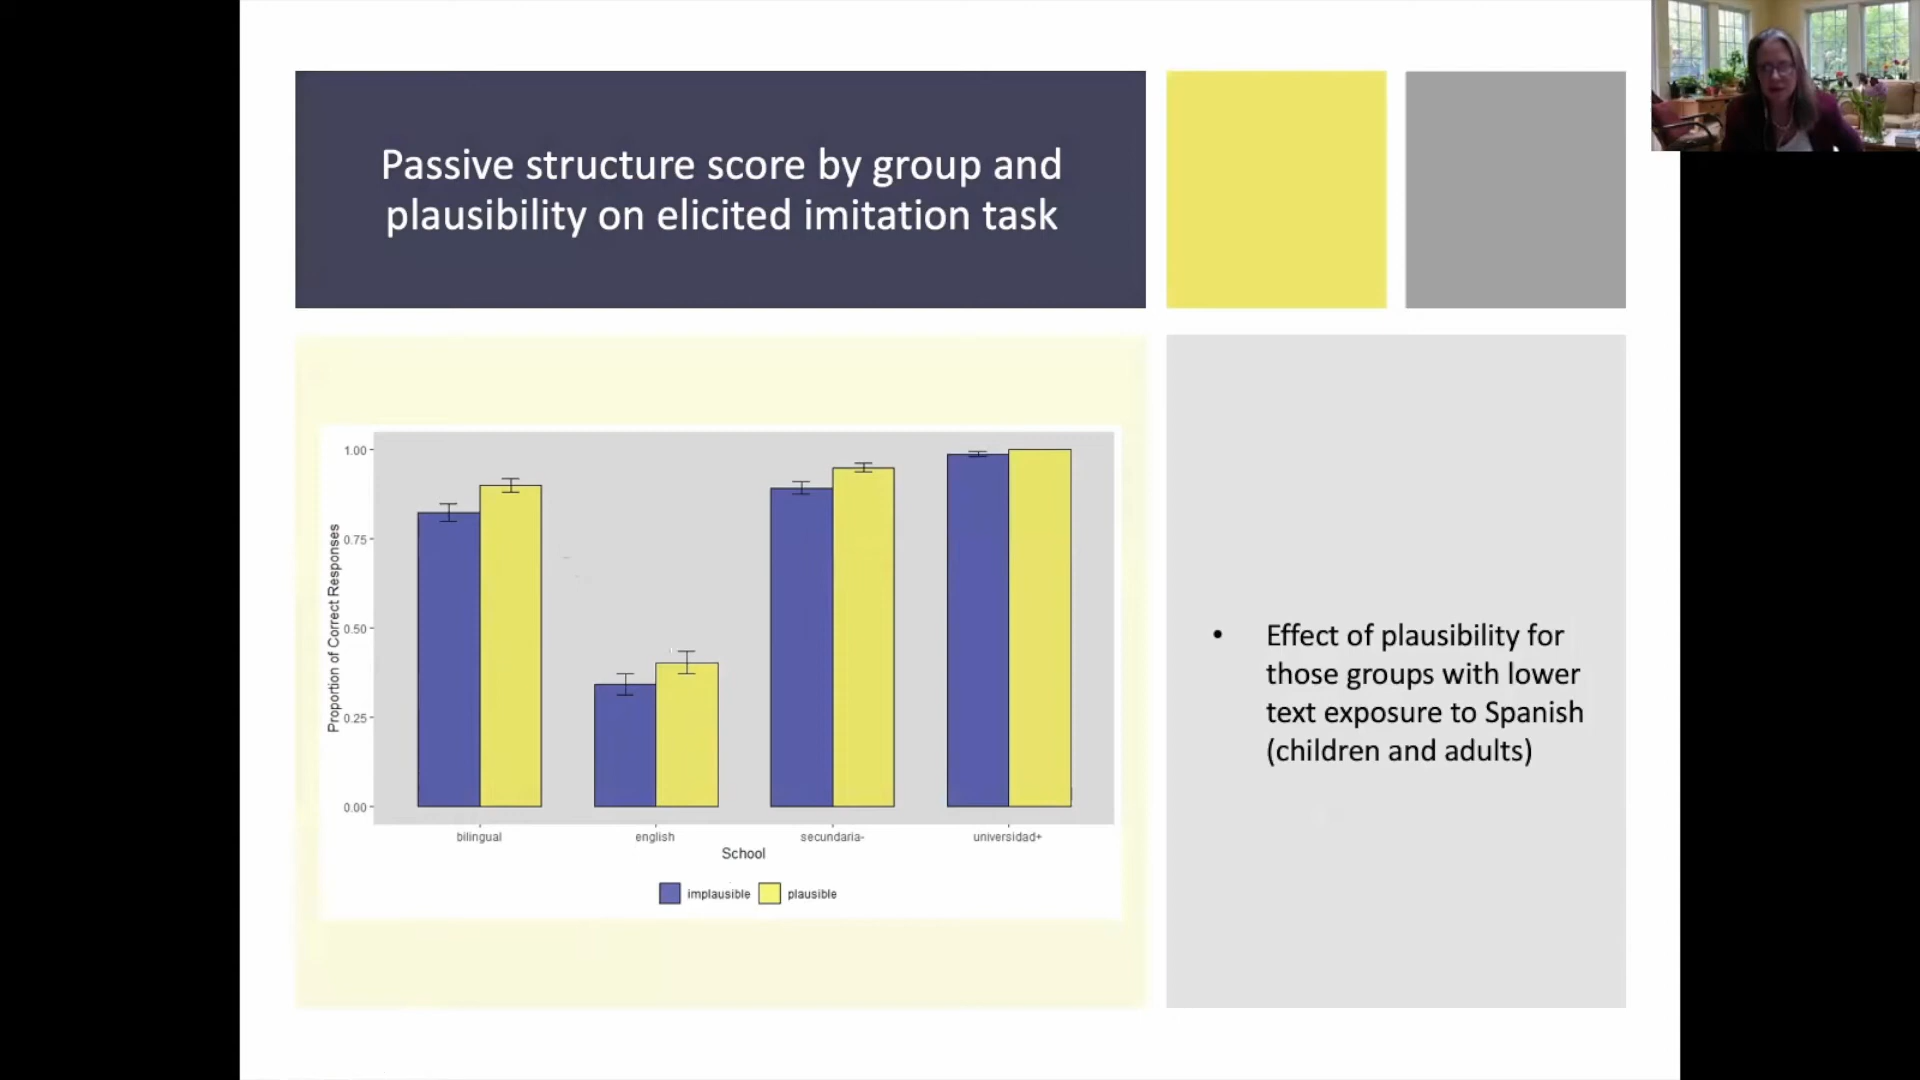 Passive structure score by group and
plausibility on elicited imitation task
Proportion of Correct Responses
1.00
0.75
0.50
0.25
0.00
bilingual
english
secundaria-
universidad+
School
implausible
plausible
• Effect of plausibility for
those groups with lower
text exposure to Spanish
(children and adults)